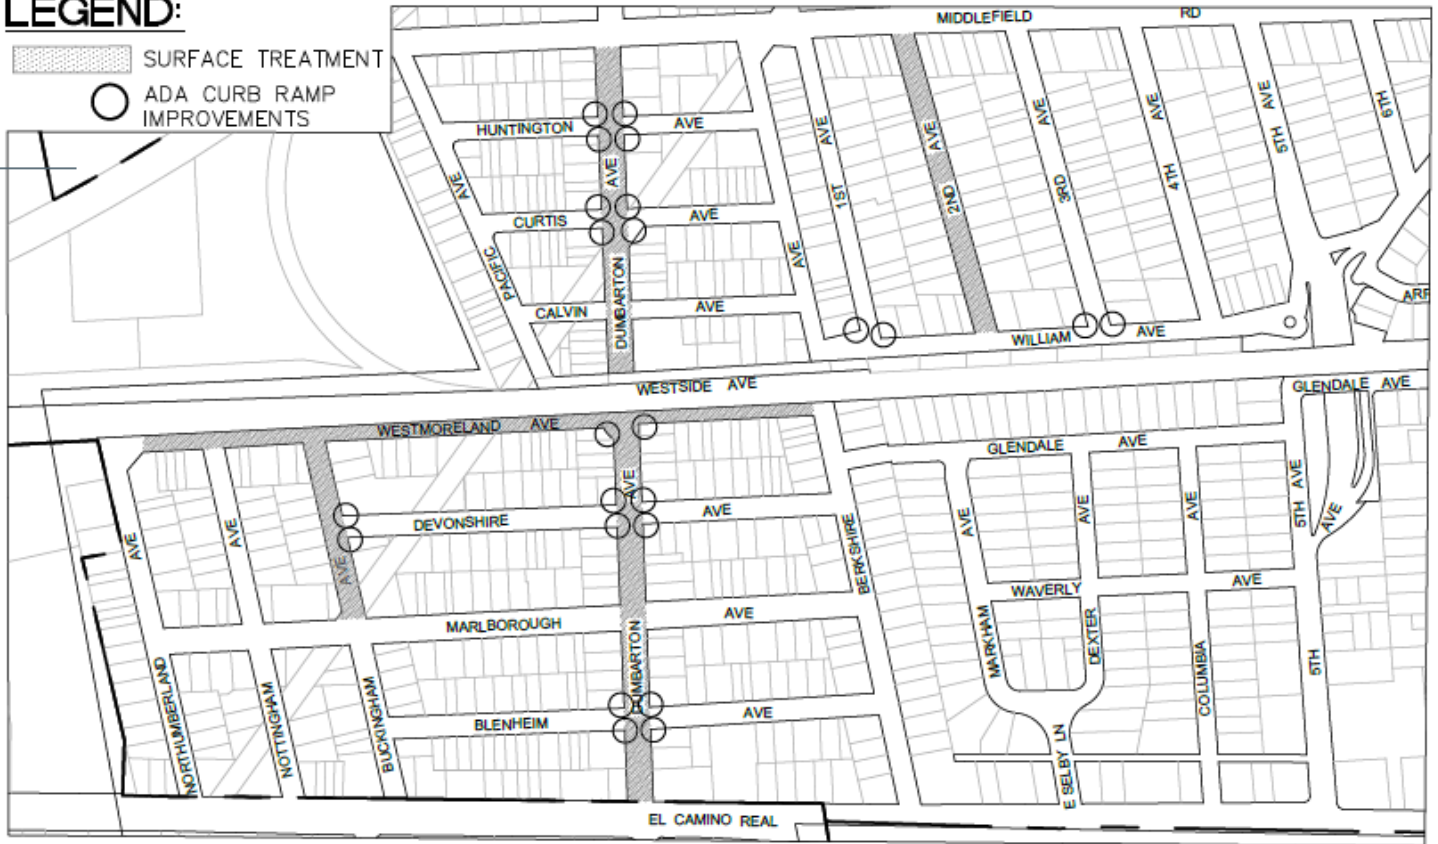 LEGEND:
SURFACE TREATMENT
ADA CURB RAMP
IMPROVEMENTS
MIDDLEFIELD RD
HUNTINGTON AVE
CURTIS AVE
CALVIN AVE
PACIFIC AVE
DUMBARTON AVE
AVE
1ST AVE
2ND AVE
3RD AVE
4TH AVE
5TH AVE
6TH
ARR
WILLIAM AVE
WESTSIDE AVE
GLENDALE AVE
WESTMORELAND AVE
GLENDALE AVE
DEVONSHIRE AVE
MARLBOROUGH AVE
BLENHEIM AVE
NORTHUMBERLAND AVE
NOTTINGHAM AVE
BUCKINGHAM AVE
DUMBARTON AVE
BERKSHIRE
MARKHAM AVE
DEXTER AVE
COLUMBIA AVE
5TH AVE
AVE
5TH
WAVERLY AVE
E SELBY LN
EL CAMINO REAL